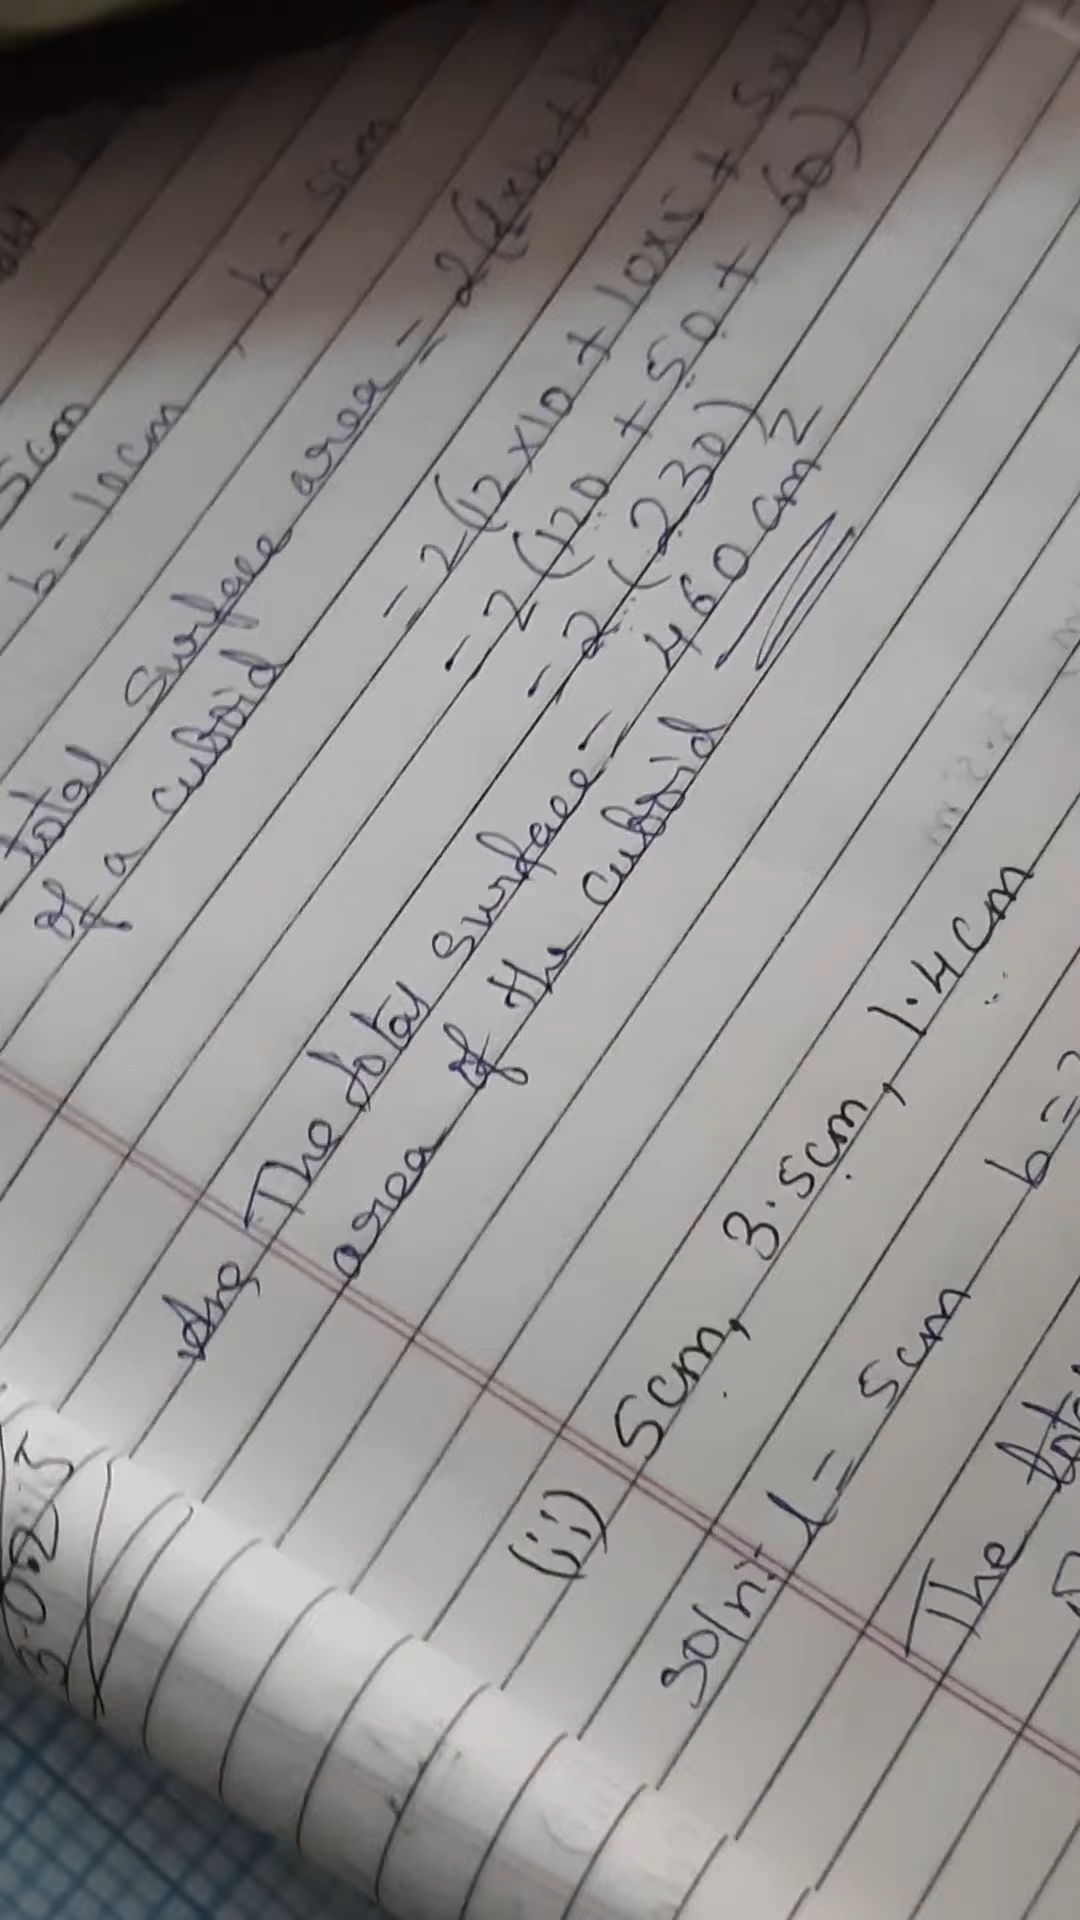 5cm
b = 10cm, h = 5cm
total surface area = 2(l×b +
of a cuboid
= 2(12×10 + 10×5 + 5×12)
= 2(120 + 50 + 60)
= 2(230)
Ans The total surface = 460 cm2
area of the cuboid
(ii) 5cm, 3.5cm, 1.4cm
Soln: l = 5cm b =
The